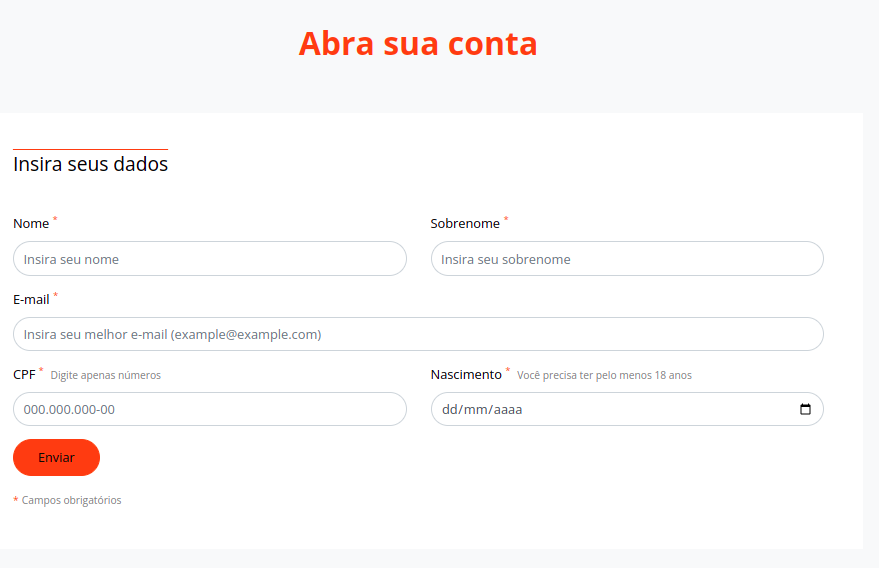 Abra sua conta
Insira seus dados
Nome * Sobrenome *
Insira seu nome Insira seu sobrenome
E-mail *
Insira seu melhor e-mail (example@example.com)
CPF * Digite apenas números Nascimento * Você precisa ter pelo menos 18 anos
000.000.000-00 dd/mm/aaaa
Enviar
* Campos obrigatórios